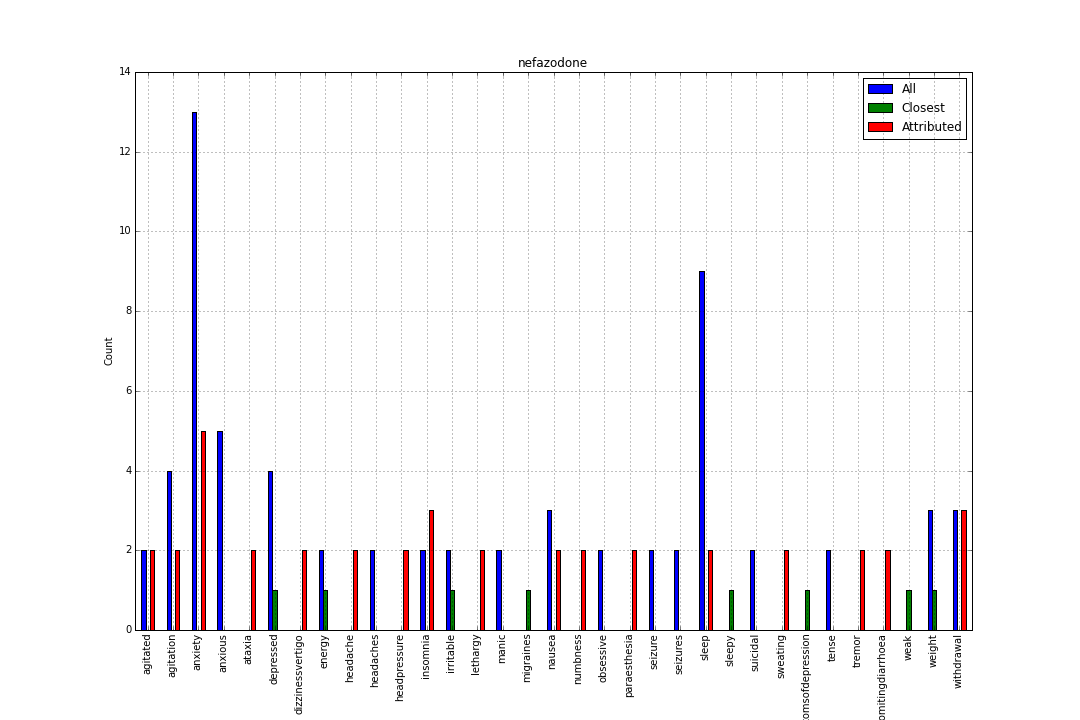 nefazodone
14
12
10
8
6
4
2
0
Count
All
Closest
Attributed
agitated
agitation
anxiety
anxious
ataxia
depressed
dizzinessvertigo
energy
headache
headaches
headpressure
insomnia
irritable
lethargy
manic
migraines
nausea
numbness
obsessive
paraesthesia
seizure
seizures
sleep
sleepy
suicidal
sweating
omsofdepression
tense
tremor
omitingdiarrhoea
weak
weight
withdrawal